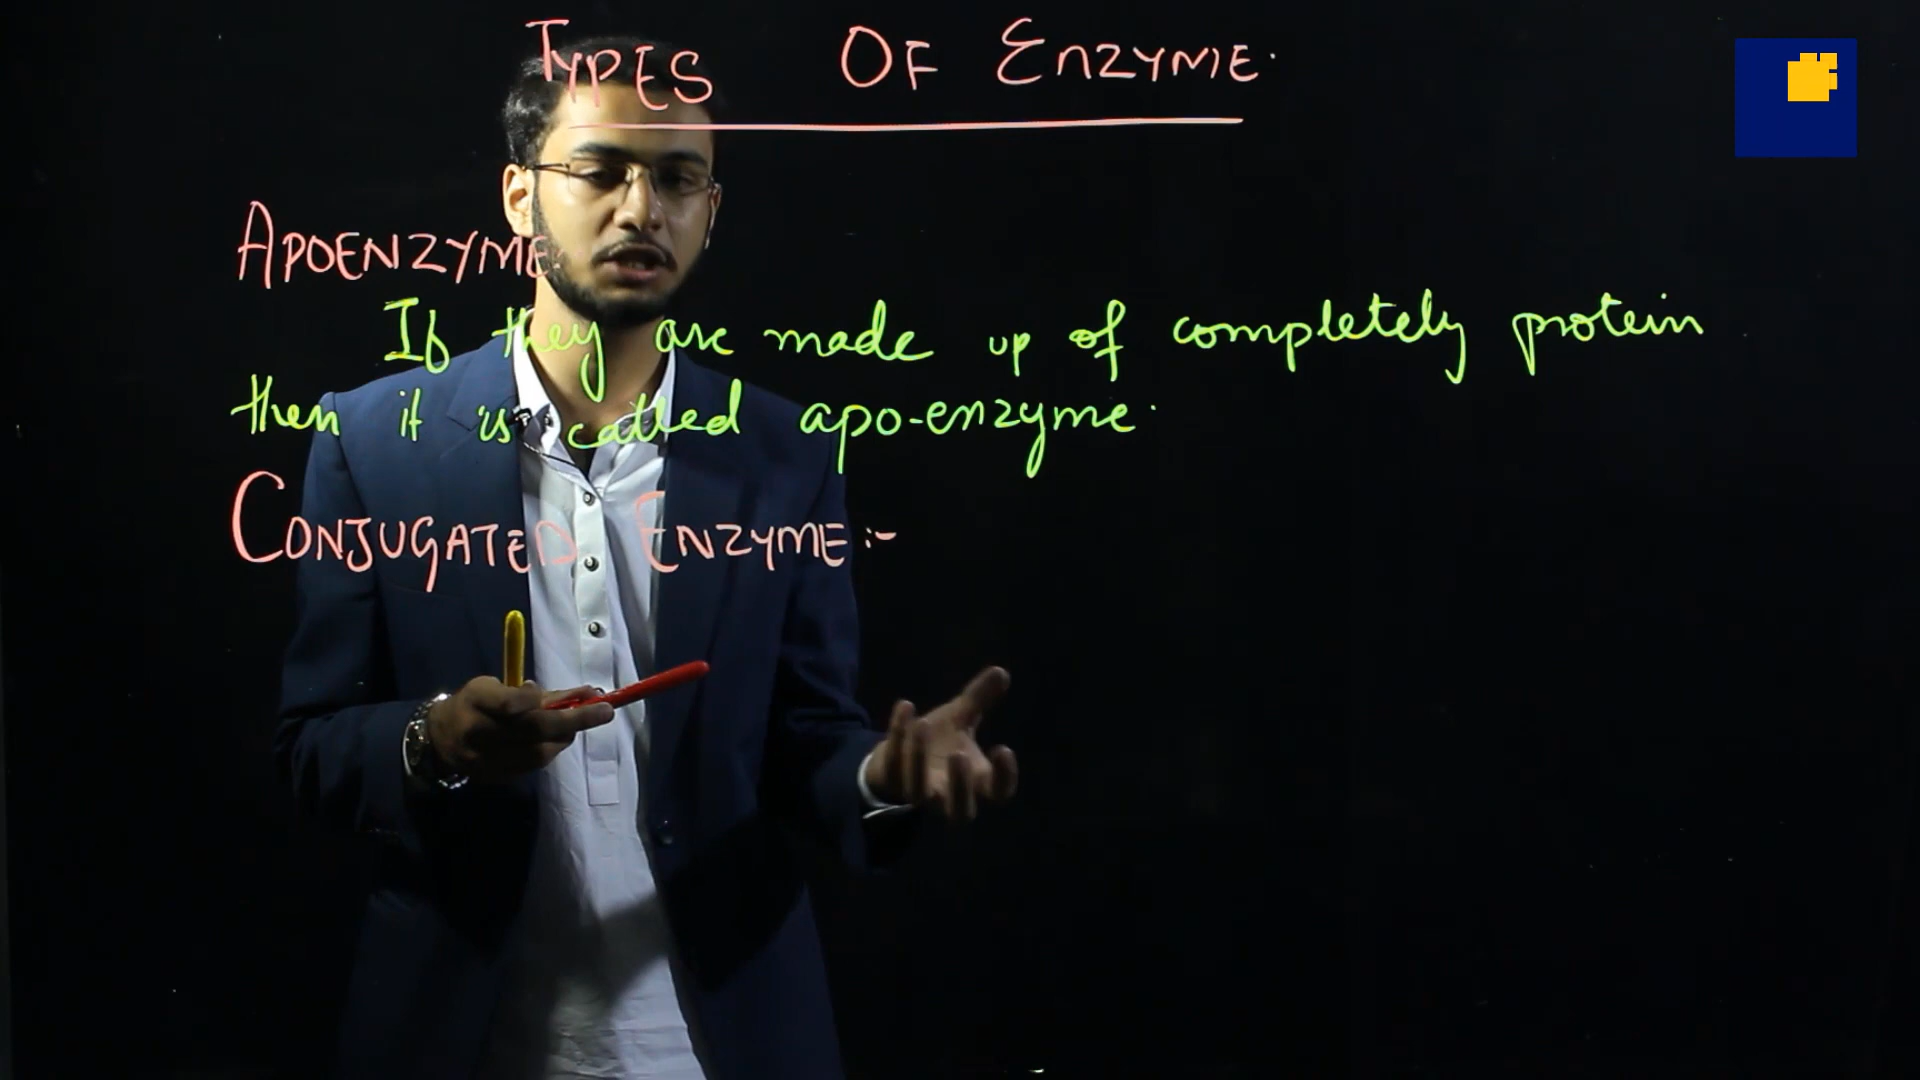 TYPES OF ENZYME.
APOENZYME:
If they are made up of completely protein
then it is called apo-enzyme.
CONJUGATED ENZYME:-